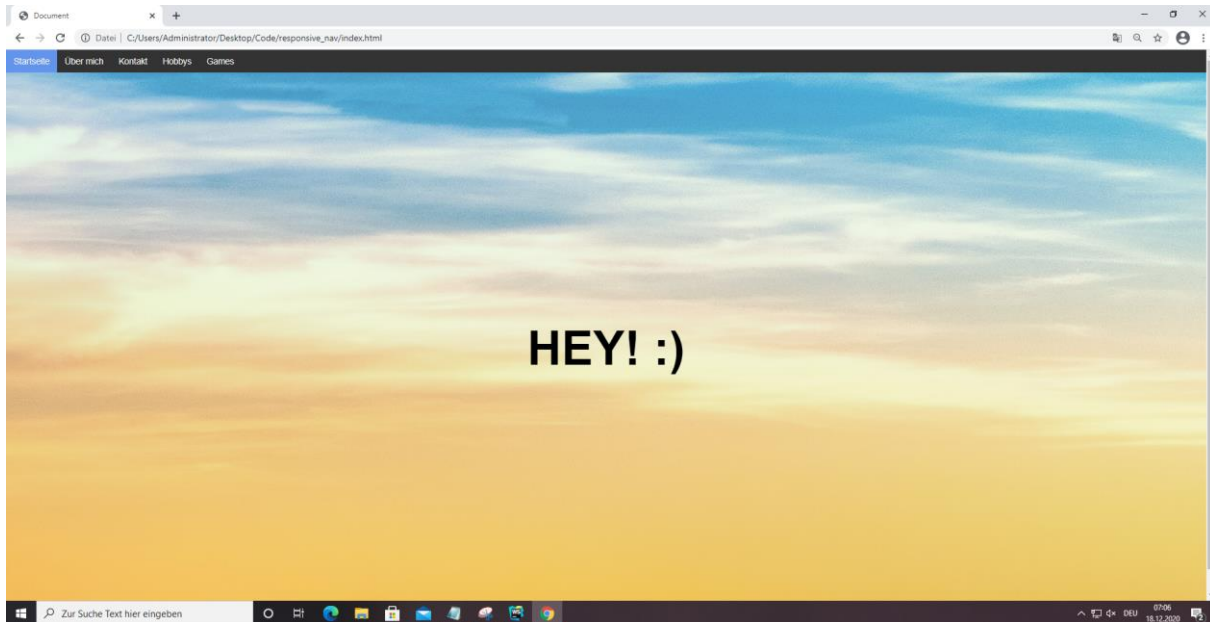 Document
Datei | C:/Users/Administrator/Desktop/Code/responsive_nav/index.html
Startseite Über mich Kontakt Hobbys Games
HEY! :)
Zur Suche Text hier eingeben
DEU
07:06
18.12.2020
2